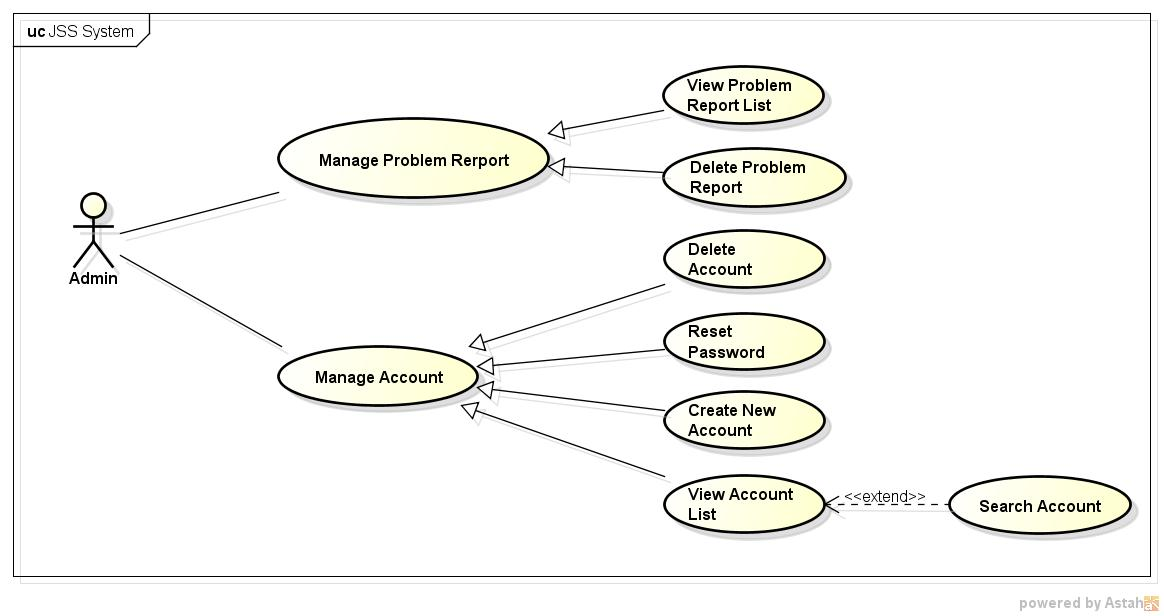 uc JSS System
View Problem
Report List
Manage Problem Rerport
Delete Problem
Report
Admin
Delete
Account
Reset
Password
Manage Account
Create New
Account
View Account
List
<<extend>>
Search Account
powered by Astah